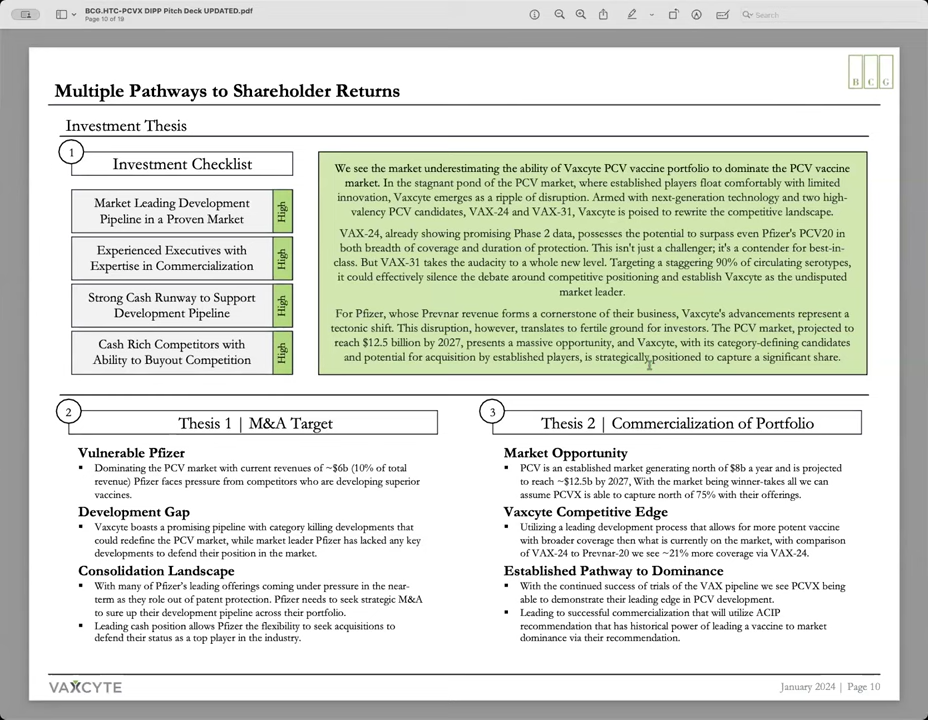 BCG.HTC-PCVX DIPP Pitch Deck UPDATED.pdf
Page 10 of 19
Search
B C G
Multiple Pathways to Shareholder Returns
Investment Thesis
1
Investment Checklist
Market Leading Development
Pipeline in a Proven Market
High
Experienced Executives with
Expertise in Commercialization
High
Strong Cash Runway to Support
Development Pipeline
High
Cash Rich Competitors with
Ability to Buyout Competition
High
We see the market underestimating the ability of Vaxcyte PCV vaccine portfolio to dominate the PCV vaccine
market. In the stagnant pond of the PCV market, where established players float comfortably with limited
innovation, Vaxcyte emerges as a ripple of disruption. Armed with next-generation technology and two high-
valency PCV candidates, VAX-24 and VAX-31, Vaxcyte is poised to rewrite the competitive landscape.
VAX-24, already showing promising Phase 2 data, possesses the potential to surpass even Pfizer's PCV20 in
both breadth of coverage and duration of protection. This isn't just a challenger; it's a contender for best-in-
class. But VAX-31 takes the audacity to a whole new level. Targeting a staggering 90% of circulating serotypes,
it could effectively silence the debate around competitive positioning and establish Vaxcyte as the undisputed
market leader.
For Pfizer, whose Prevnar revenue forms a cornerstone of their business, Vaxcyte's advancements represent a
tectonic shift. This disruption, however, translates to fertile ground for investors. The PCV market, projected to
reach $12.5 billion by 2027, presents a massive opportunity, and Vaxcyte, with its category-defining candidates
and potential for acquisition by established players, is strategically positioned to capture a significant share.
2
Thesis 1 | M&A Target
Vulnerable Pfizer
▪ Dominating the PCV market with current revenues of ~$6b (10% of total
revenue) Pfizer faces pressure from competitors who are developing superior
vaccines.
Development Gap
▪ Vaxcyte boasts a promising pipeline with category killing developments that
could redefine the PCV market, while market leader Pfizer has lacked any key
developments to defend their position in the market.
Consolidation Landscape
▪ With many of Pfizer's leading offerings coming under pressure in the near-
term as they role out of patent protection. Pfizer needs to seek strategic M&A
to sure up their development pipeline across their portfolio.
▪ Leading cash position allows Pfizer the flexibility to seek acquisitions to
defend their status as a top player in the industry.
3
Thesis 2 | Commercialization of Portfolio
Market Opportunity
▪ PCV is an established market generating north of $8b a year and is projected
to reach ~$12.5b by 2027, With the market being winner-takes all we can
assume PCVX is able to capture north of 75% with their offerings.
Vaxcyte Competitive Edge
▪ Utilizing a leading development process that allows for more potent vaccine
with broader coverage then what is currently on the market, with comparison
of VAX-24 to Prevnar-20 we see ~21% more coverage via VAX-24.
Established Pathway to Dominance
▪ With the continued success of trials of the VAX pipeline we see PCVX being
able to demonstrate their leading edge in PCV development.
▪ Leading to successful commercialization that will utilize ACIP
recommendation that has historical power of leading a vaccine to market
dominance via their recommendation.
VAXCYTE
January 2024 | Page 10